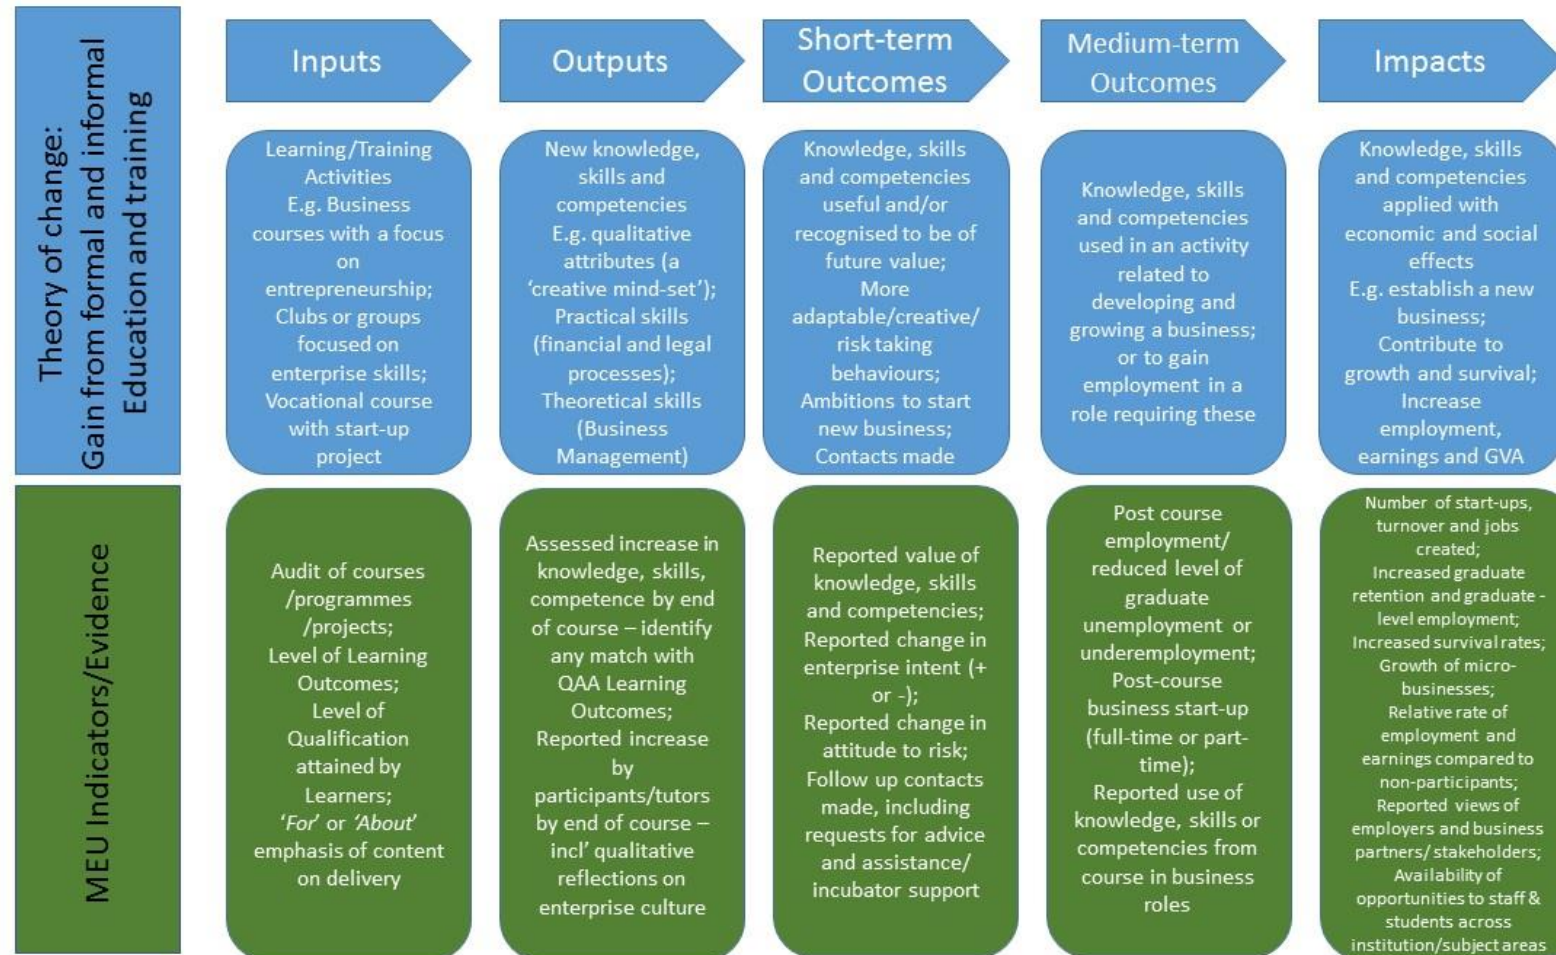 Theory of change:
Gain from formal and informal
Education and training
Inputs
Outputs
Short-term
Outcomes
Medium-term
Outcomes
Impacts
Learning/Training
Activities
E.g. Business
courses with a focus
on
entrepreneurship;
Clubs or groups
focused on
enterprise skills;
Vocational course
with start-up
project
New knowledge,
skills and
competencies
E.g. qualitative
attributes (a
‘creative mind-set’);
Practical skills
(financial and legal
processes);
Theoretical skills
(Business
Management)
Knowledge, skills
and competencies
useful and/or
recognised to be of
future value;
More
adaptable/creative/
risk taking
behaviours;
Ambitions to start
new business;
Contacts made
Knowledge, skills
and competencies
used in an activity
related to
developing and
growing a business;
or to gain
employment in a
role requiring these
Knowledge, skills
and competencies
applied with
economic and social
effects
E.g. establish a new
business;
Contribute to
growth and survival;
Increase
employment,
earnings and GVA
MEU Indicators/Evidence
Audit of courses
/programmes
/projects;
Level of Learning
Outcomes;
Level of
Qualification
attained by
Learners;
‘For’ or ‘About’
emphasis of content
on delivery
Assessed increase in
knowledge, skills,
competence by end
of course – identify
any match with
QAA Learning
Outcomes;
Reported increase
by
participants/tutors
by end of course –
incl’ qualitative
reflections on
enterprise culture
Reported value of
knowledge, skills
and competencies;
Reported change in
enterprise intent (+
or -);
Reported change in
attitude to risk;
Follow up contacts
made, including
requests for advice
and assistance/
incubator support
Post course
employment/
reduced level of
graduate
unemployment or
underemployment;
Post-course
business start-up
(full-time or part-
time);
Reported use of
knowledge, skills or
competencies from
course in business
roles
Number of start-ups,
turnover and jobs
created;
Increased graduate
retention and graduate -
level employment;
Increased survival rates;
Growth of micro-
businesses;
Relative rate of
employment and
earnings compared to
non-participants;
Reported views of
employers and business
partners/ stakeholders;
Availability of
opportunities to staff &
students across
institution/subject areas